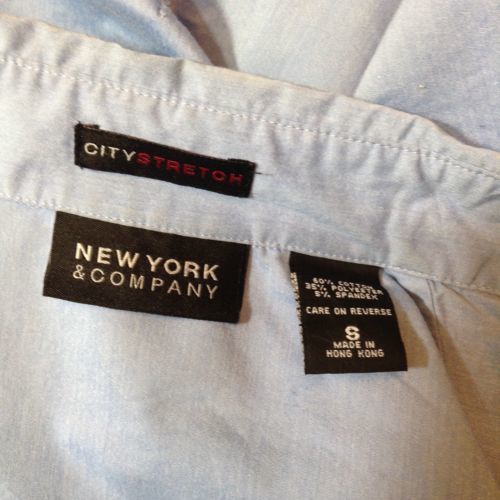 CITYSTRETCH
NEW YORK
& COMPANY
60% COTTON
35% POLYESTER
5% SPANDEX
CARE ON REVERSE
S
MADE IN
HONG KONG